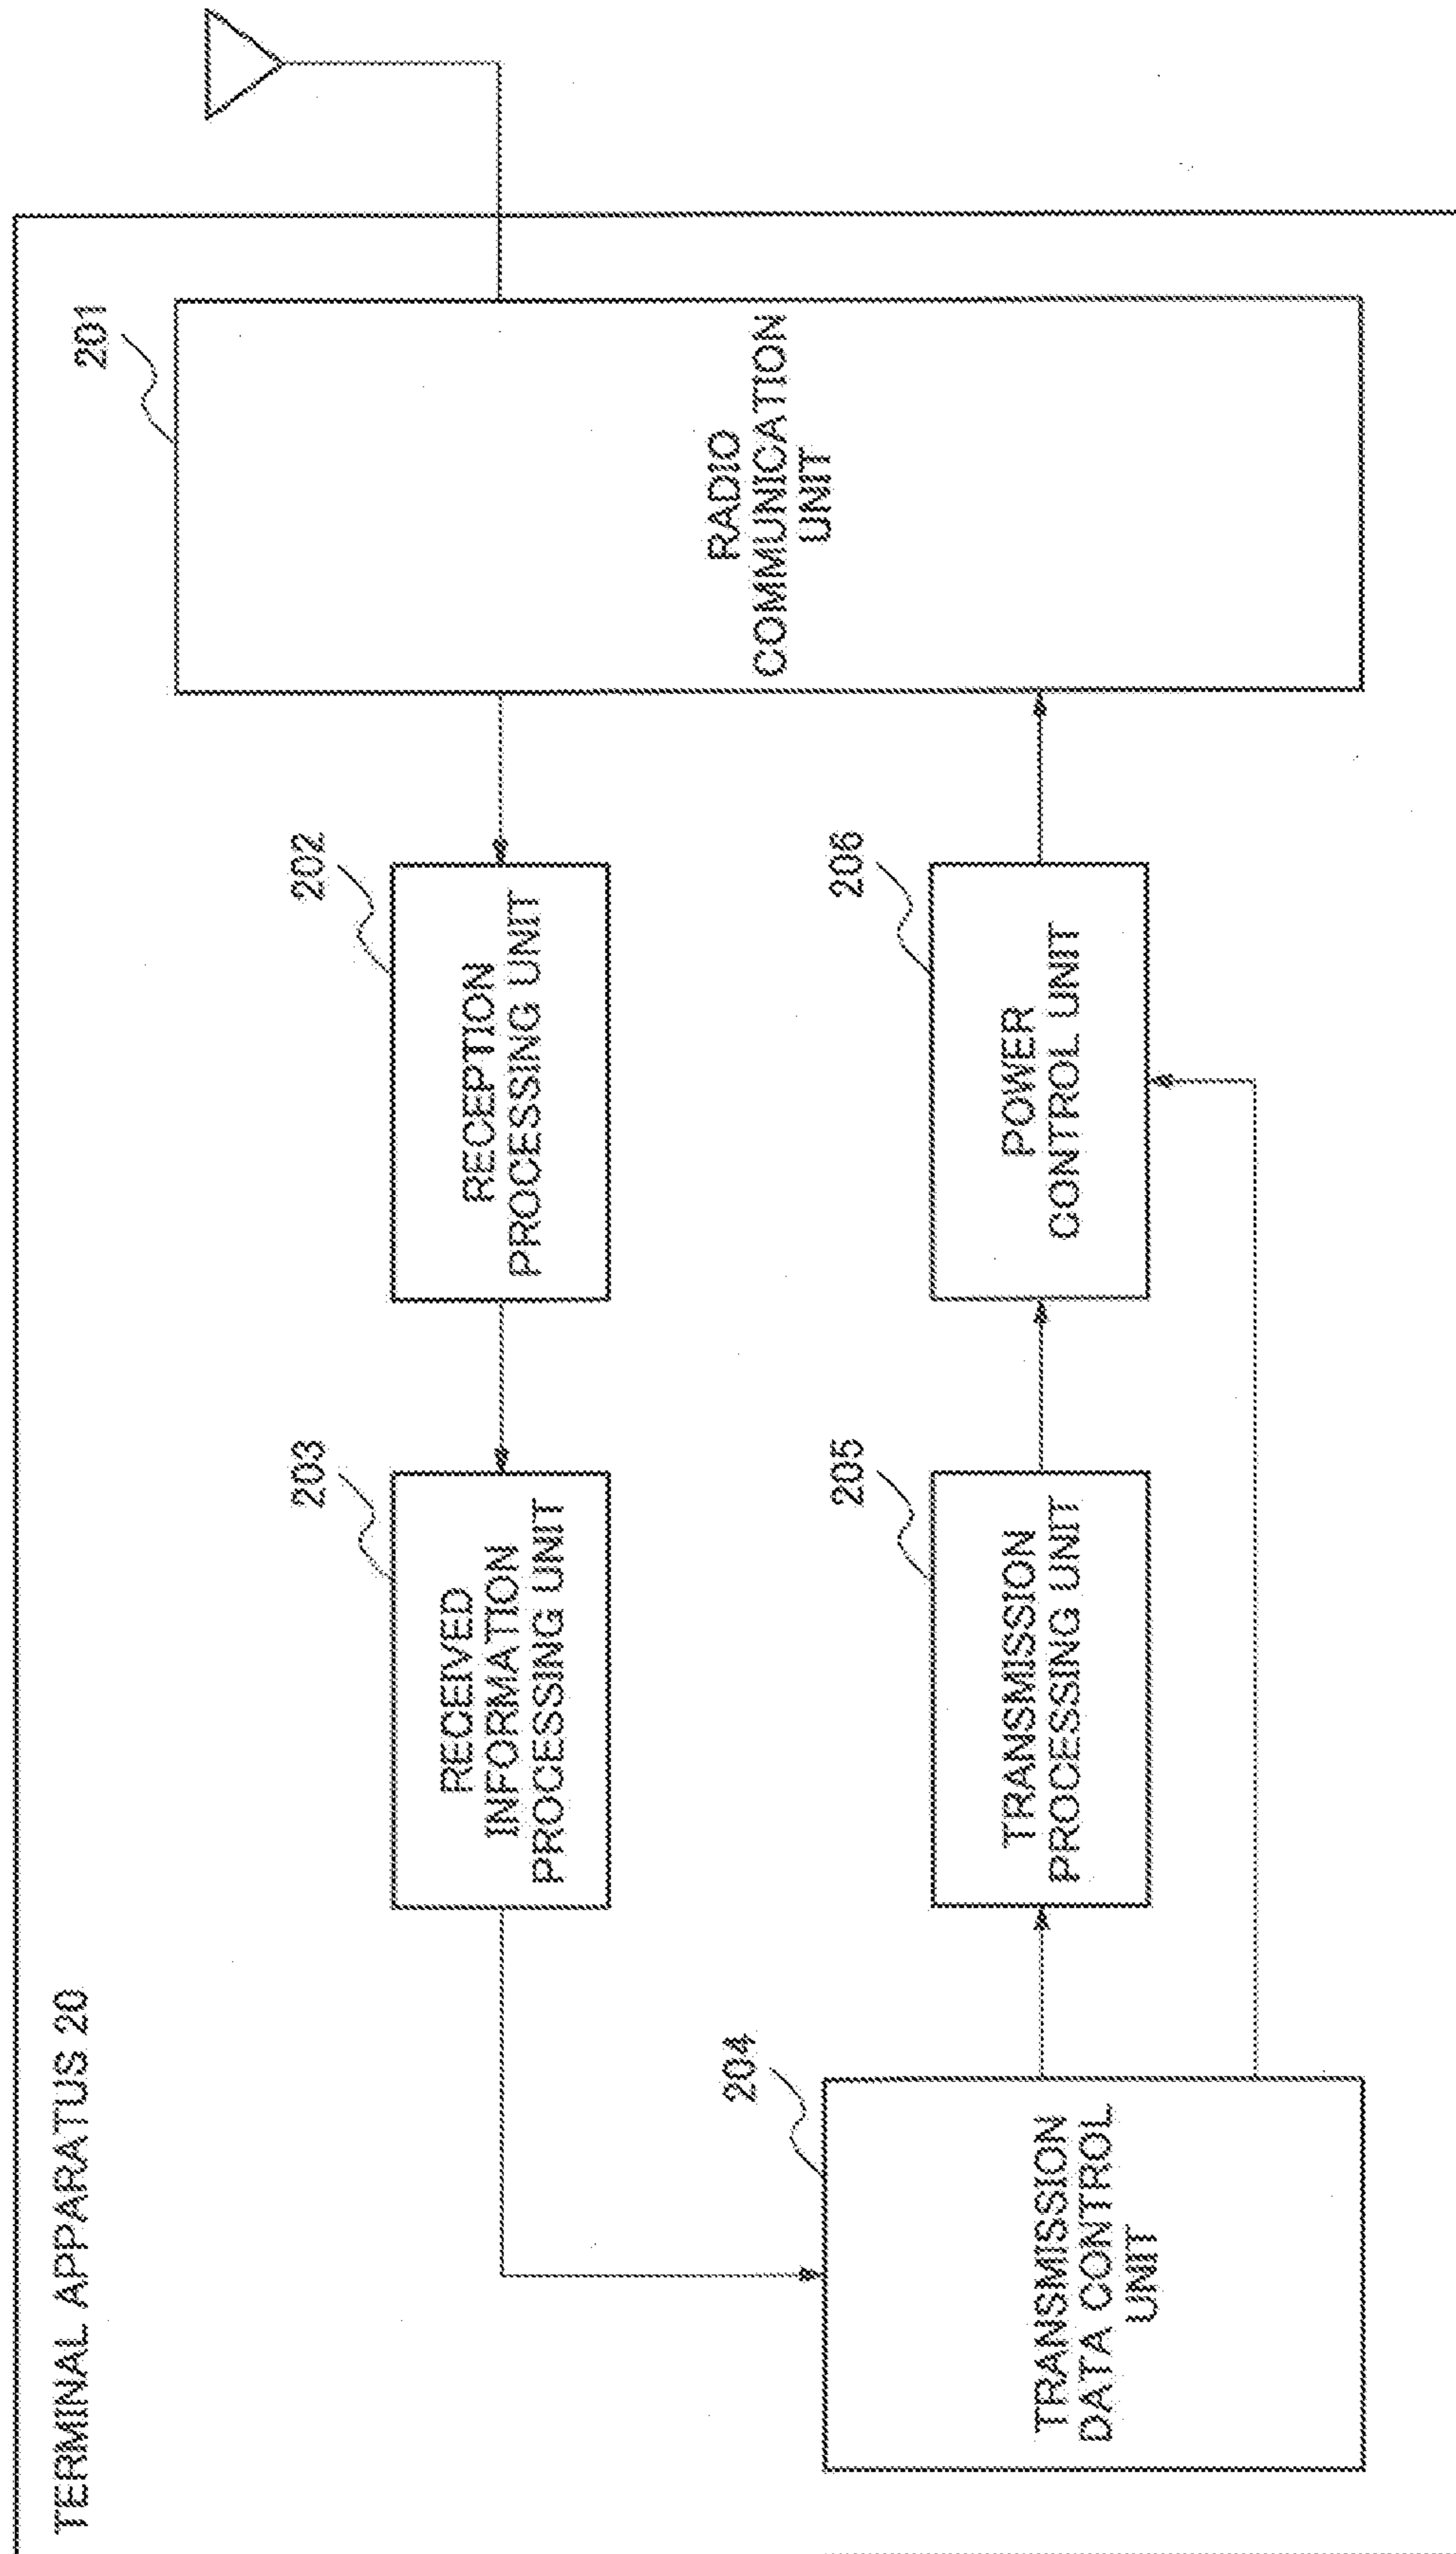 TERMINAL APPARATUS 20
201
RADIO
COMMUNICATION
UNIT
202
RECEPTION
PROCESSING UNIT
203
RECEIVED
INFORMATION
PROCESSING UNIT
204
TRANSMISSION
DATA CONTROL
UNIT
205
TRANSMISSION
PROCESSING UNIT
206
POWER
CONTROL UNIT